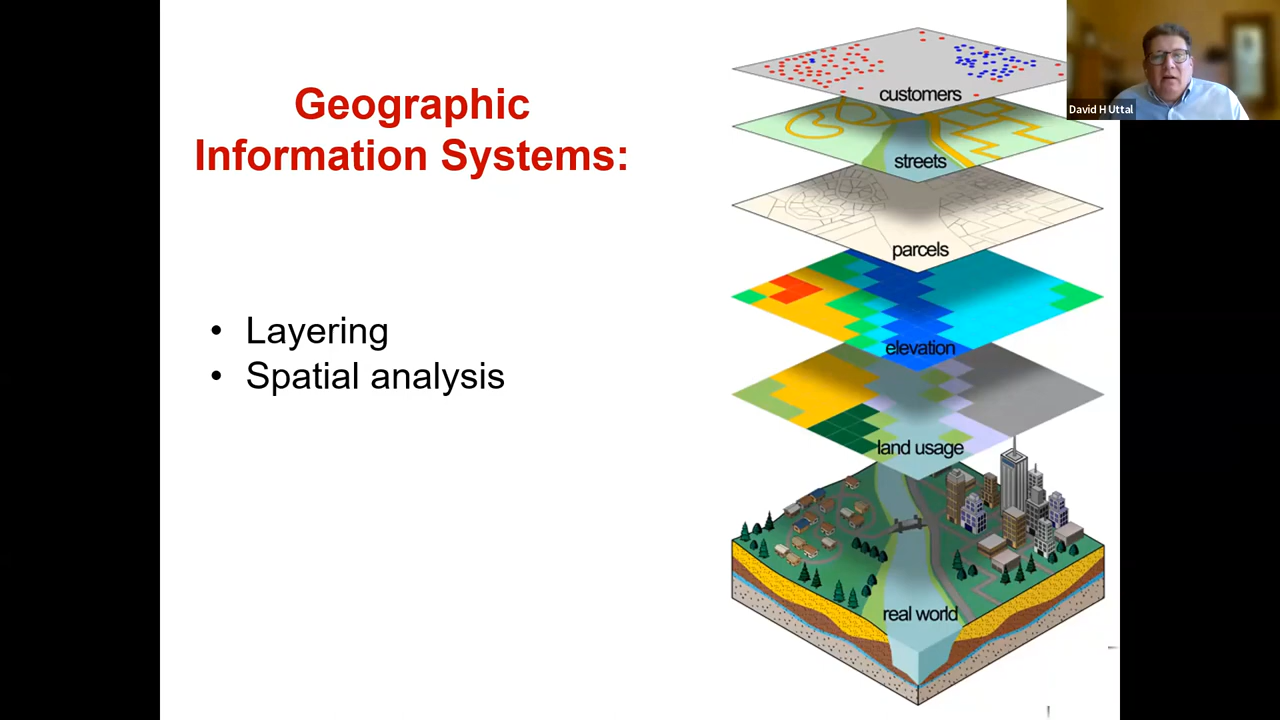 Geographic
Information Systems:
• Layering
• Spatial analysis
customers
streets
parcels
elevation
land usage
real world
David H Uttal